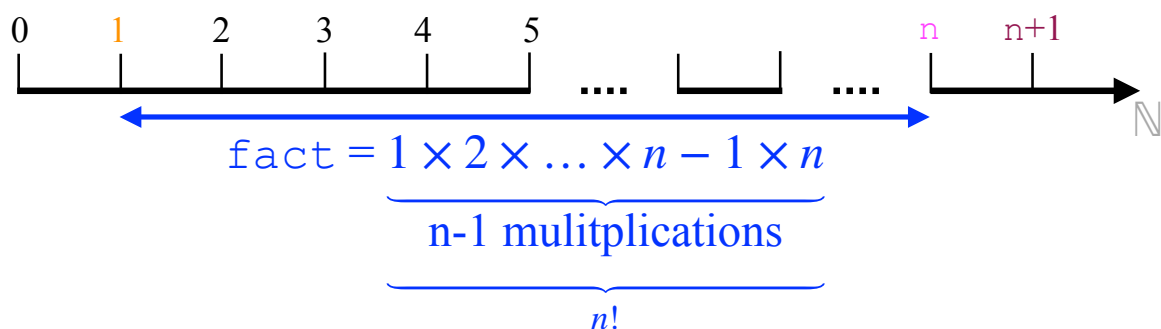 0 1 2 3 4 5 n n+1
.... ....
ℕ
fact = 1 × 2 × … × n − 1 × n
n-1 mulitplications
n!